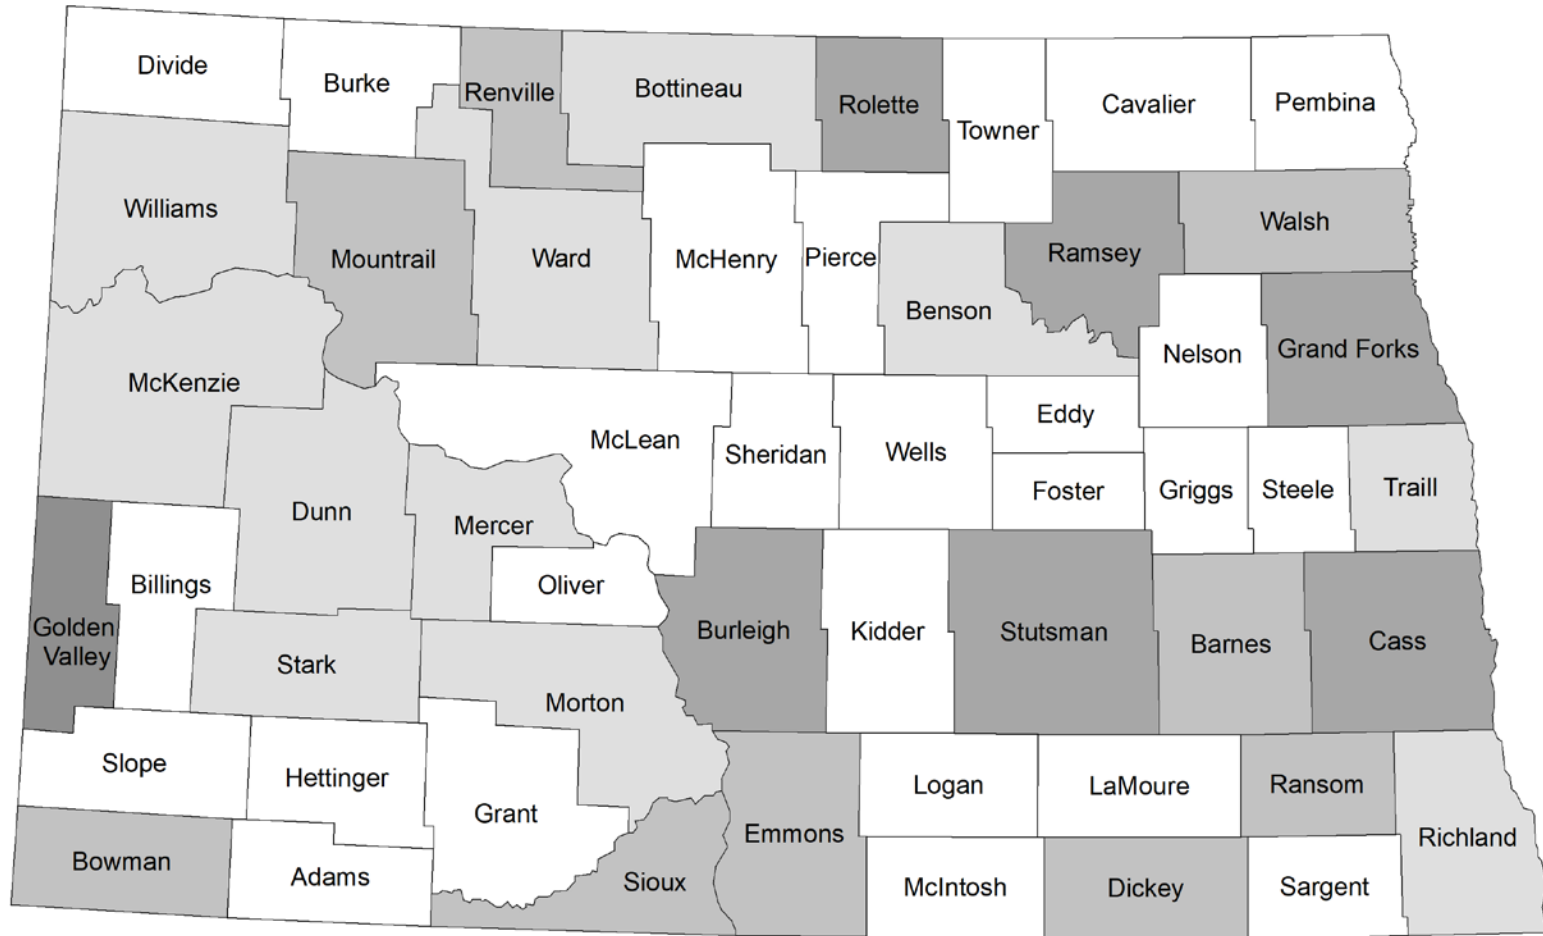 Divide
Burke
Renville
Bottineau
Rolette
Towner
Cavalier
Pembina
Williams
Mountrail
Ward
McHenry
Pierce
Benson
Ramsey
Walsh
Nelson
Grand Forks
McKenzie
Dunn
Mercer
McLean
Sheridan
Wells
Eddy
Foster
Griggs
Steele
Traill
Golden
Valley
Billings
Stark
Oliver
Morton
Burleigh
Kidder
Stutsman
Barnes
Cass
Slope
Hettinger
Grant
Emmons
Logan
LaMoure
Ransom
Richland
Bowman
Adams
Sioux
McIntosh
Dickey
Sargent